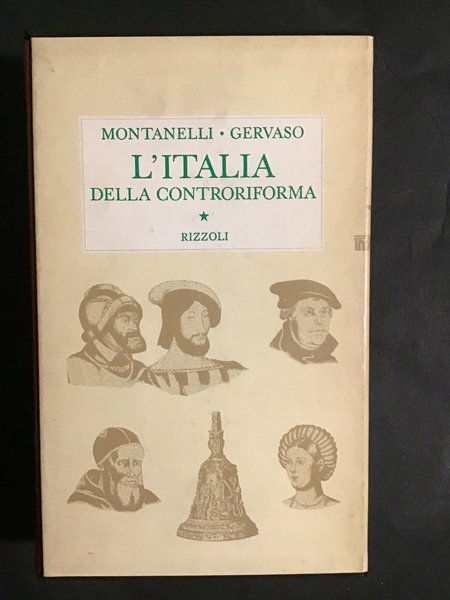 MONTANELLI • GERVASO
L'ITALIA
DELLA CONTRORIFORMA
★
RIZZOLI